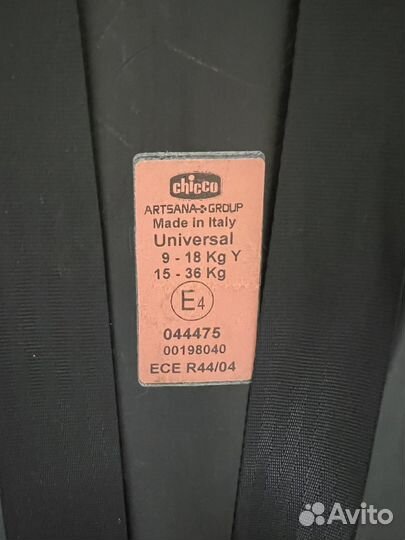 chicco
ARTSANA GROUP
Made in Italy
Universal
9 - 18 Kg Y
15 - 36 Kg
E4
044475
00198040
ECE R44/04
Avito